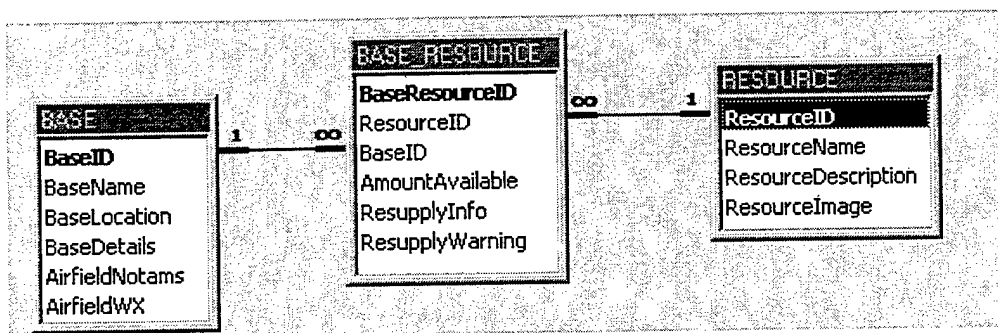 BASE
BaseID
BaseName
BaseLocation
BaseDetails
AirfieldNotams
AirfieldWX
1 ∞
BASE_RESOURCE
BaseResourceID
ResourceID
BaseID
AmountAvailable
ResupplyInfo
ResupplyWarning
∞ 1
RESOURCE
ResourceID
ResourceName
ResourceDescription
ResourceImage